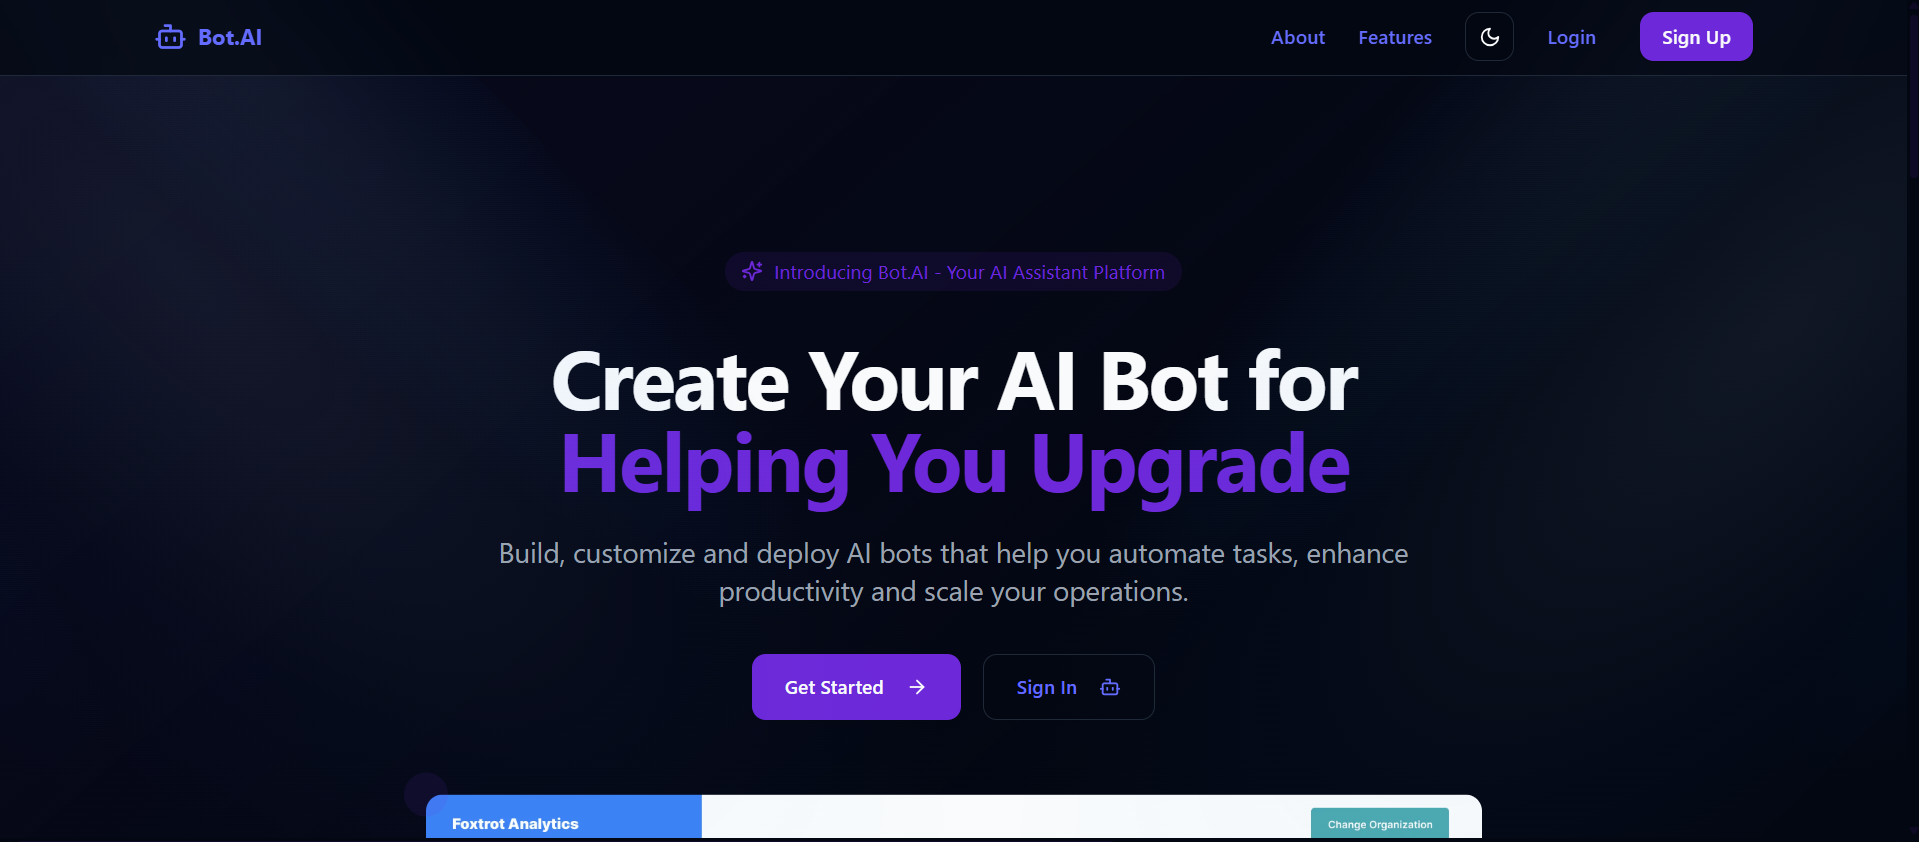 Bot.AI
About
Features
Login
Sign Up
Introducing Bot.AI - Your AI Assistant Platform
Create Your AI Bot for
Helping You Upgrade
Build, customize and deploy AI bots that help you automate tasks, enhance
productivity and scale your operations.
Get Started
Sign In
Foxtrot Analytics
Change Organization